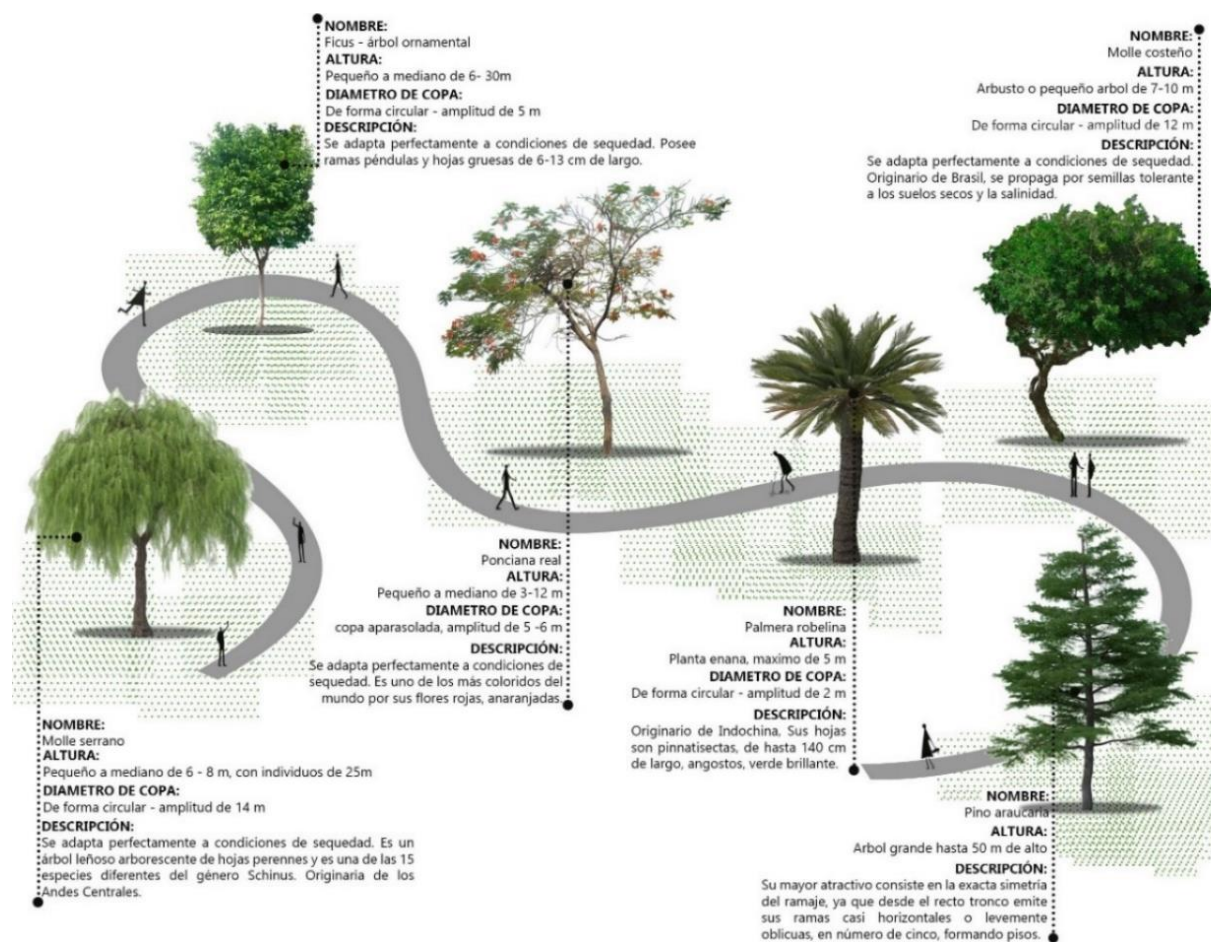 NOMBRE:
Ficus - árbol ornamental
ALTURA:
Pequeño a mediano de 6- 30m
DIAMETRO DE COPA:
De forma circular - amplitud de 5 m
DESCRIPCIÓN:
Se adapta perfectamente a condiciones de sequedad. Posee
ramas péndulas y hojas gruesas de 6-13 cm de largo.
NOMBRE:
Molle costeño
ALTURA:
Arbusto o pequeño arbol de 7-10 m
DIAMETRO DE COPA:
De forma circular - amplitud de 12 m
DESCRIPCIÓN:
Se adapta perfectamente a condiciones de sequedad.
Originario de Brasil, se propaga por semillas tolerante
a los suelos secos y la salinidad.
NOMBRE:
Ponciana real
ALTURA:
Pequeño a mediano de 3-12 m
DIAMETRO DE COPA:
copa aparasolada, amplitud de 5 -6 m
DESCRIPCIÓN:
Se adapta perfectamente a condiciones de
sequedad. Es uno de los más coloridos del
mundo por sus flores rojas, anaranjadas.
NOMBRE:
Palmera robelina
ALTURA:
Planta enana, maximo de 5 m
DIAMETRO DE COPA:
De forma circular - amplitud de 2 m
DESCRIPCIÓN:
Originario de Indochina, Sus hojas
son pinnatisectas, de hasta 140 cm
de largo, angostos, verde brillante.
NOMBRE:
Molle serrano
ALTURA:
Pequeño a mediano de 6 - 8 m, con individuos de 25m
DIAMETRO DE COPA:
De forma circular - amplitud de 14 m
DESCRIPCIÓN:
Se adapta perfectamente a condiciones de sequedad. Es un
árbol leñoso arborescente de hojas perennes y es una de las 15
especies diferentes del género Schinus. Originaria de los
Andes Centrales.
NOMBRE:
Pino araucaria
ALTURA:
Arbol grande hasta 50 m de alto
DESCRIPCIÓN:
Su mayor atractivo consiste en la exacta simetría
del ramaje, ya que desde el recto tronco emite
sus ramas casi horizontales o levemente
oblicuas, en número de cinco, formando pisos.